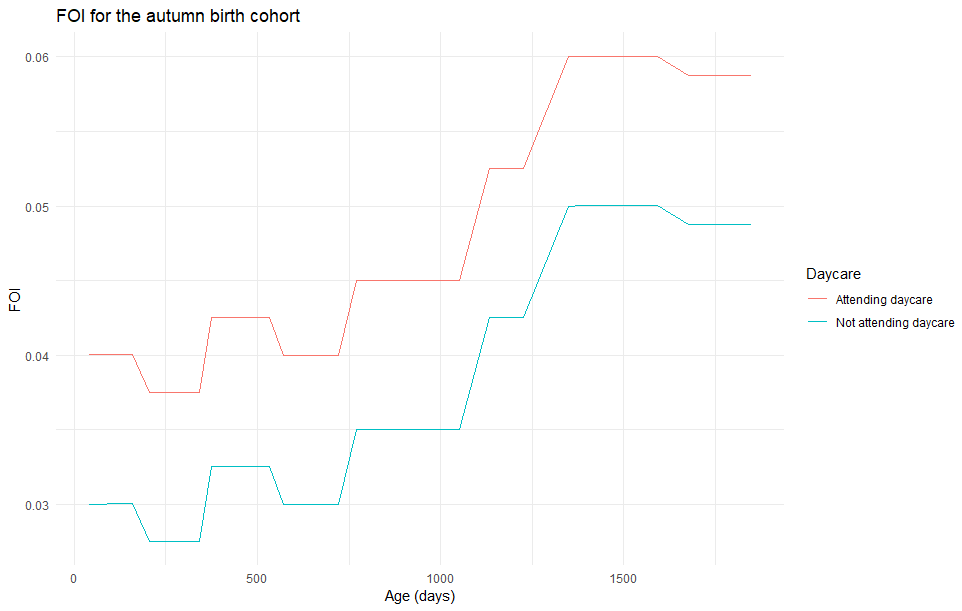 FOI for the autumn birth cohort
0.06
0.05
0.04
0.03
FOI
0
500
1000
1500
Age (days)
Daycare
Attending daycare
Not attending daycare